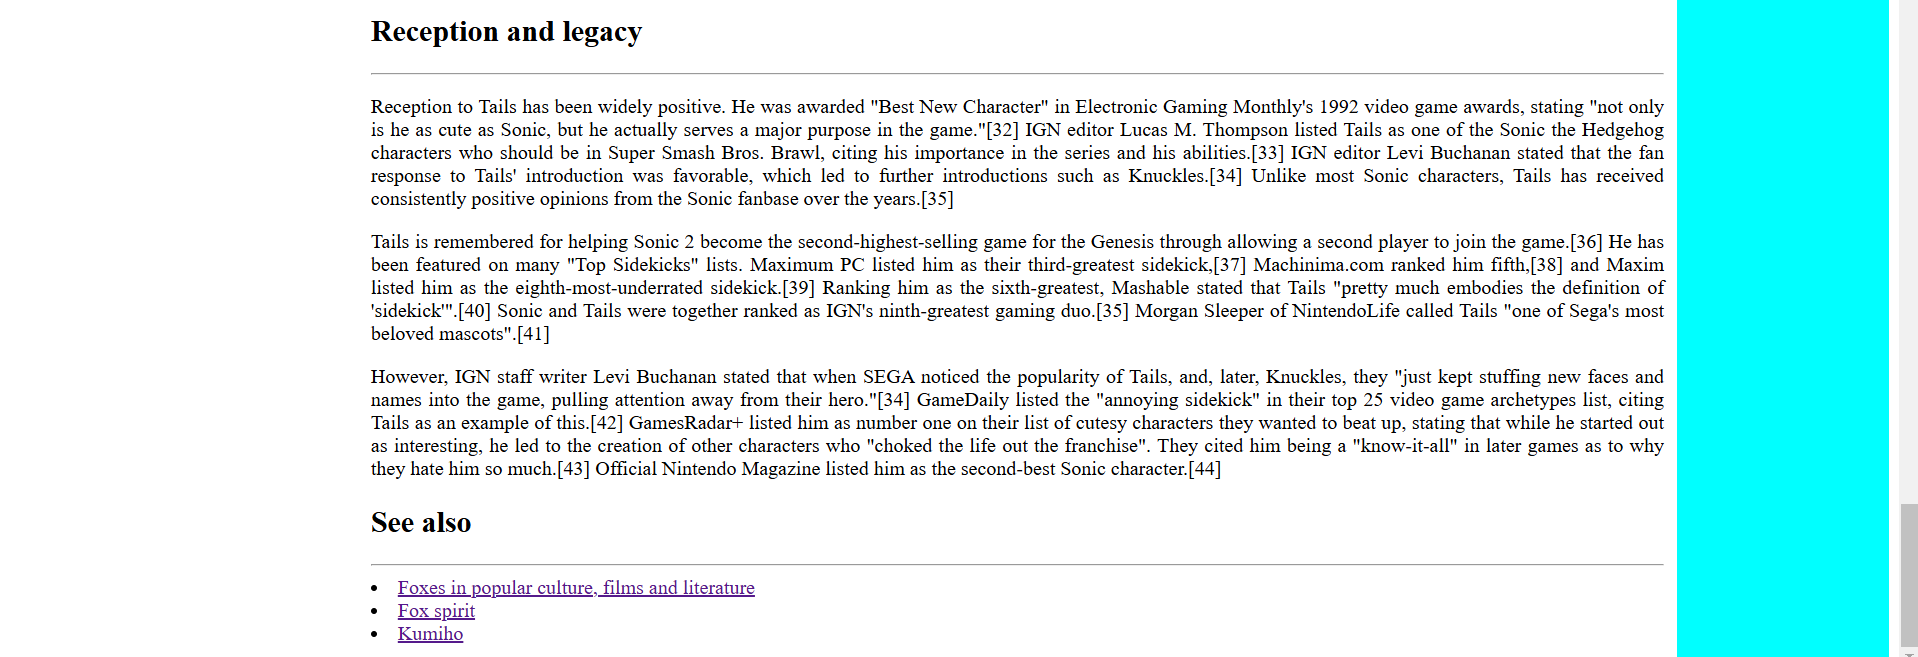 Reception and legacy
Reception to Tails has been widely positive. He was awarded "Best New Character" in Electronic Gaming Monthly's 1992 video game awards, stating "not only
is he as cute as Sonic, but he actually serves a major purpose in the game."[32] IGN editor Lucas M. Thompson listed Tails as one of the Sonic the Hedgehog
characters who should be in Super Smash Bros. Brawl, citing his importance in the series and his abilities.[33] IGN editor Levi Buchanan stated that the fan
response to Tails' introduction was favorable, which led to further introductions such as Knuckles.[34] Unlike most Sonic characters, Tails has received
consistently positive opinions from the Sonic fanbase over the years.[35]
Tails is remembered for helping Sonic 2 become the second-highest-selling game for the Genesis through allowing a second player to join the game.[36] He has
been featured on many "Top Sidekicks" lists. Maximum PC listed him as their third-greatest sidekick,[37] Machinima.com ranked him fifth,[38] and Maxim
listed him as the eighth-most-underrated sidekick.[39] Ranking him as the sixth-greatest, Mashable stated that Tails "pretty much embodies the definition of
'sidekick'".[40] Sonic and Tails were together ranked as IGN's ninth-greatest gaming duo.[35] Morgan Sleeper of NintendoLife called Tails "one of Sega's most
beloved mascots".[41]
However, IGN staff writer Levi Buchanan stated that when SEGA noticed the popularity of Tails, and, later, Knuckles, they "just kept stuffing new faces and
names into the game, pulling attention away from their hero."[34] GameDaily listed the "annoying sidekick" in their top 25 video game archetypes list, citing
Tails as an example of this.[42] GamesRadar+ listed him as number one on their list of cutesy characters they wanted to beat up, stating that while he started out
as interesting, he led to the creation of other characters who "choked the life out the franchise". They cited him being a "know-it-all" in later games as to why
they hate him so much.[43] Official Nintendo Magazine listed him as the second-best Sonic character.[44]
See also
• Foxes in popular culture, films and literature
• Fox spirit
• Kumiho